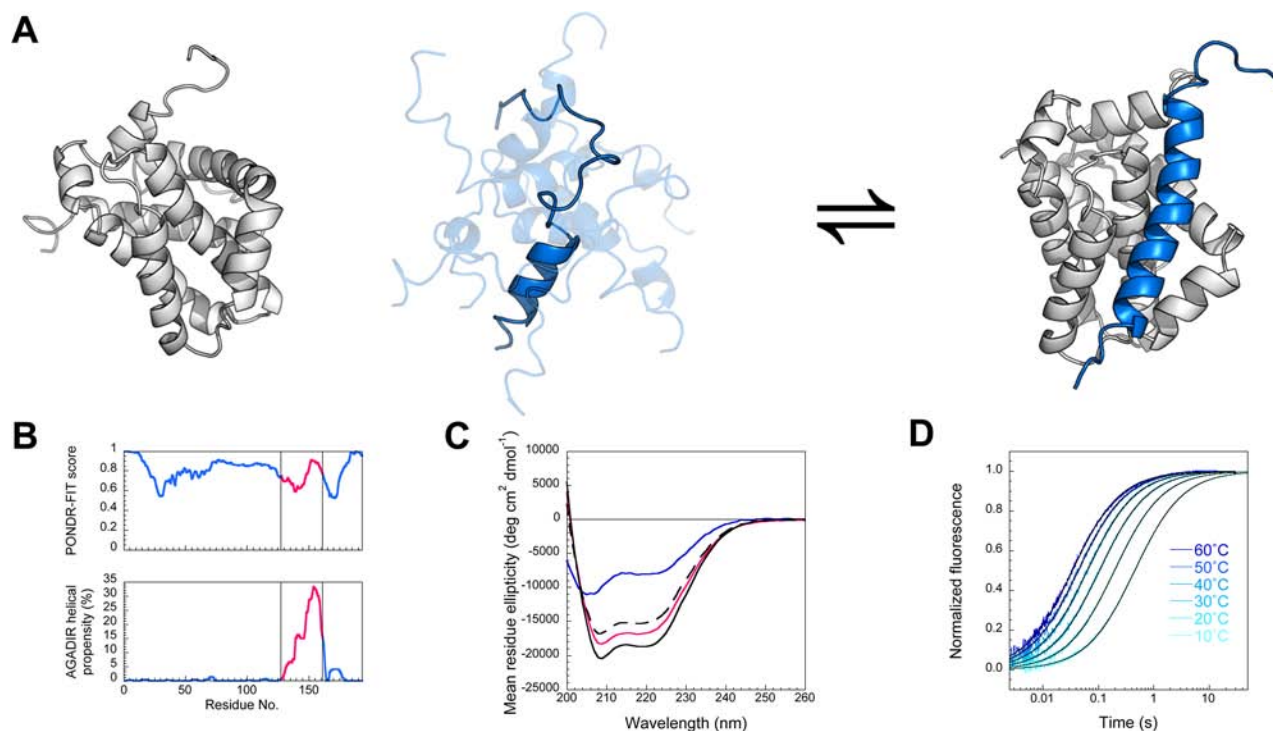 A
B
PONDR-FIT score
1
0.8
0.6
0.4
0.2
0
AGADIR helical
propensity (%)
35
30
25
20
15
10
5
0
0 50 100 150
Residue No.
C
Mean residue ellipticity (deg cm² dmol⁻¹)
10000
5000
0
-5000
-10000
-15000
-20000
-25000
200 210 220 230 240 250 260
Wavelength (nm)
D
Normalized fluorescence
1.0
0.8
0.6
0.4
0.2
0.0
60˚C
50˚C
40˚C
30˚C
20˚C
10˚C
0.01 0.1 1 10
Time (s)